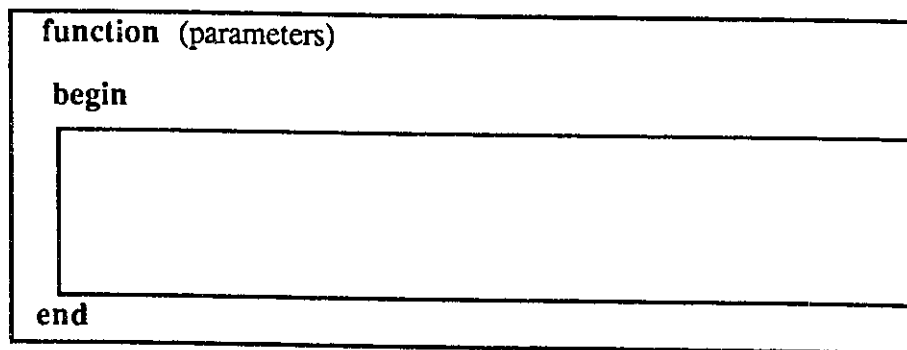 function (parameters)
begin
end